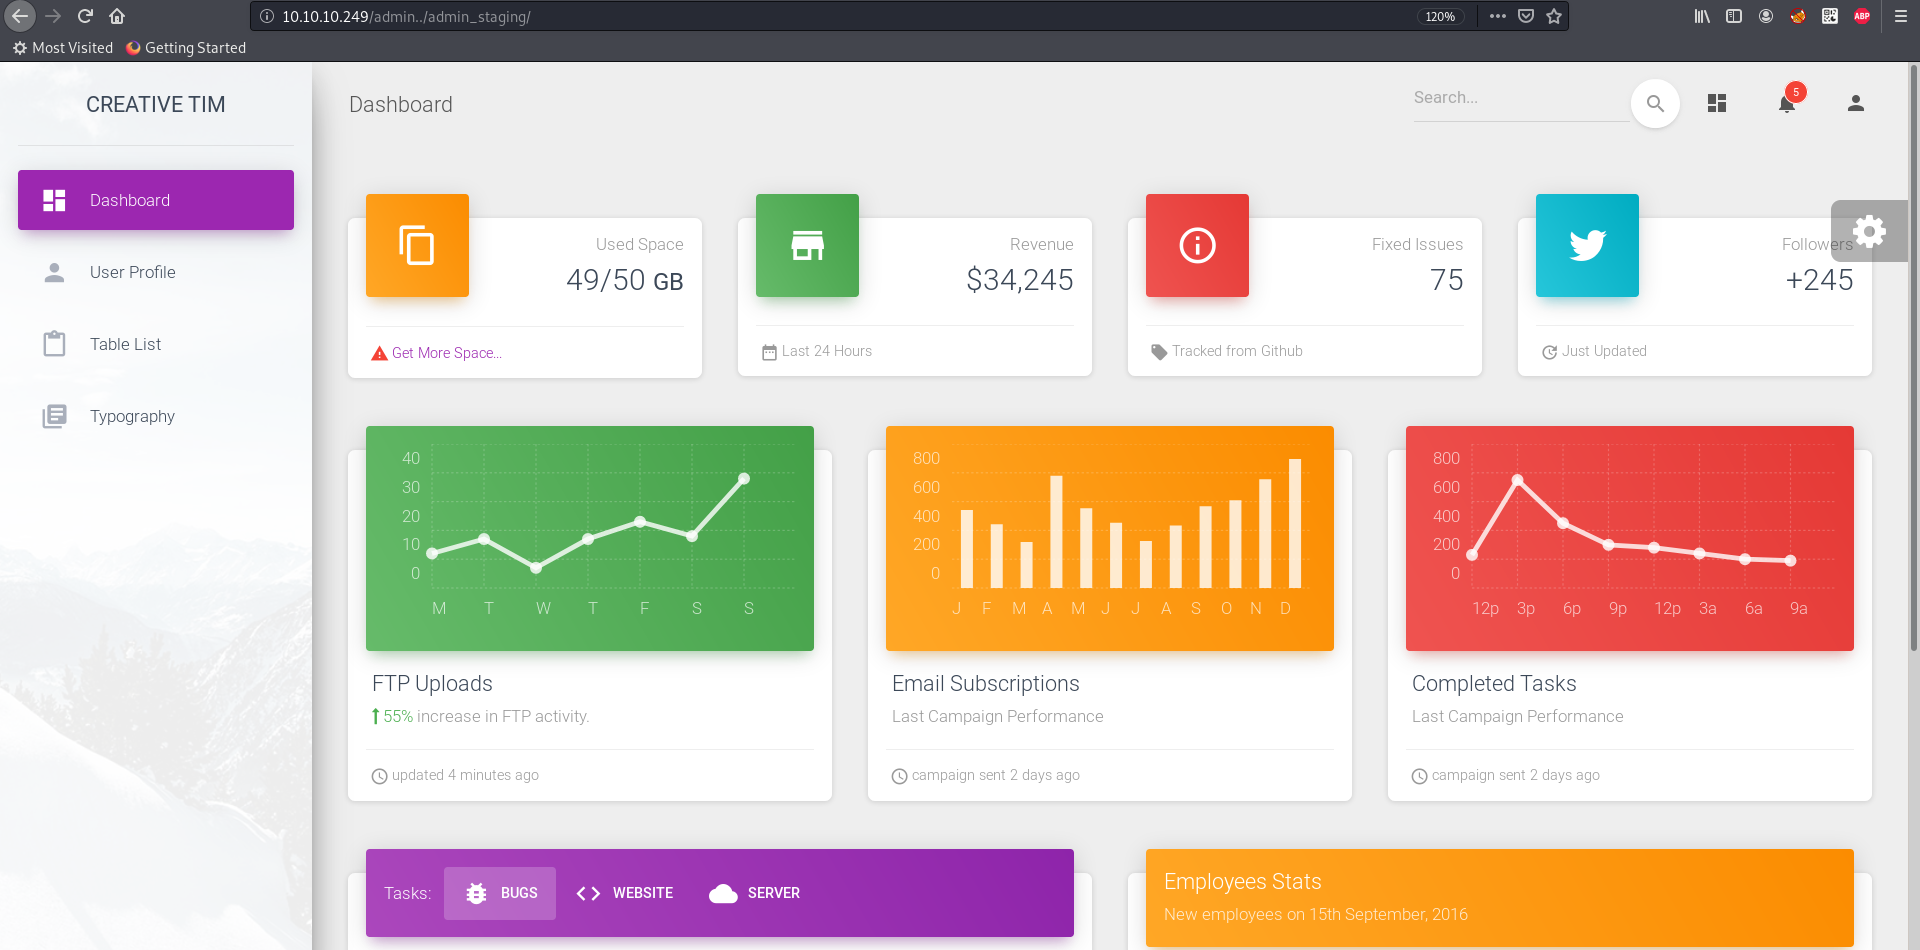 10.10.10.249/admin../admin_staging/
120%
ABP
Most Visited
Getting Started
CREATIVE TIM
Dashboard
User Profile
Table List
Typography
Dashboard
Search...
5
Used Space
49/50 GB
Get More Space...
Revenue
$34,245
Last 24 Hours
Fixed Issues
75
Tracked from Github
Followers
+245
Just Updated
40
30
20
10
0
M T W T F S S
FTP Uploads
55% increase in FTP activity.
updated 4 minutes ago
800
600
400
200
0
J F M A M J J A S O N D
Email Subscriptions
Last Campaign Performance
campaign sent 2 days ago
800
600
400
200
0
12p 3p 6p 9p 12p 3a 6a 9a
Completed Tasks
Last Campaign Performance
campaign sent 2 days ago
Tasks: BUGS WEBSITE SERVER
Employees Stats
New employees on 15th September, 2016